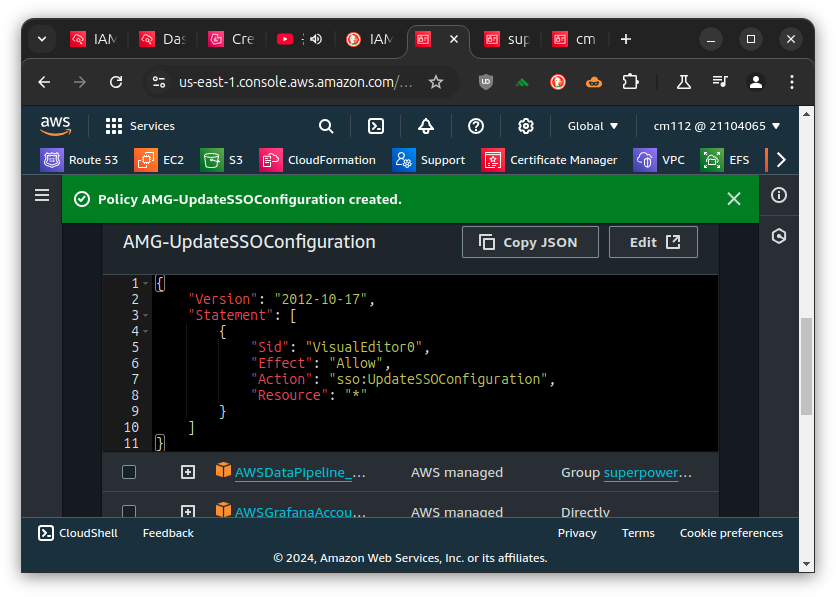 IAM
Das
Cre
IAM
sup
cm
us-east-1.console.aws.amazon.com/...
aws
Services
Global
cm112 @ 21104065
Route 53
EC2
S3
CloudFormation
Support
Certificate Manager
VPC
EFS
Policy AMG-UpdateSSOConfiguration created.
AMG-UpdateSSOConfiguration
Copy JSON
Edit
1 {
2 "Version": "2012-10-17",
3 "Statement": [
4 {
5 "Sid": "VisualEditor0",
6 "Effect": "Allow",
7 "Action": "sso:UpdateSSOConfiguration",
8 "Resource": "*"
9 }
10 ]
11 }
AWSDataPipeline_... AWS managed Group superpower...
AWSGrafanaAccou... AWS managed Directly
CloudShell
Feedback
Privacy
Terms
Cookie preferences
© 2024, Amazon Web Services, Inc. or its affiliates.